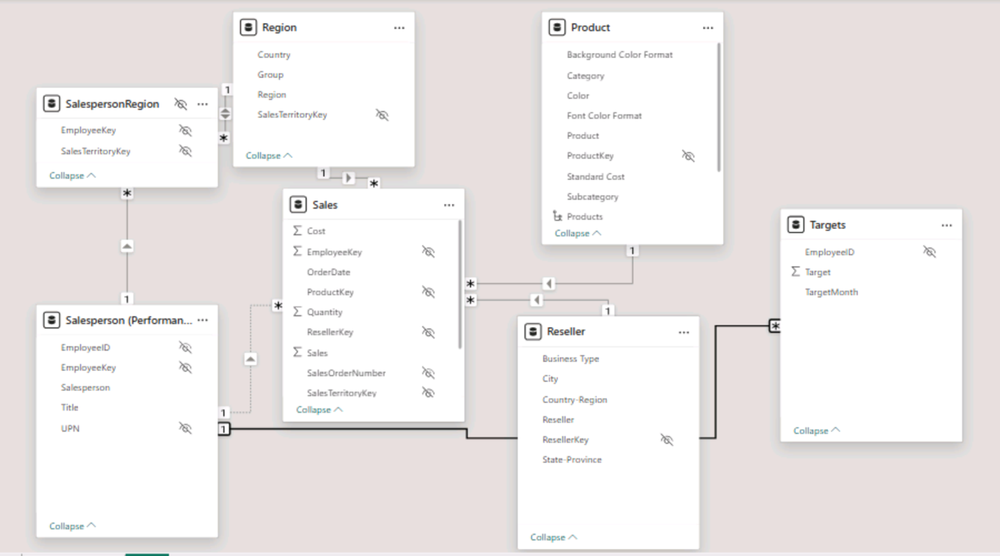 Region
Country
Group
Region
SalesTerritoryKey
Collapse
Product
Background Color Format
Category
Color
Font Color Format
Product
ProductKey
Standard Cost
Subcategory
Products
Collapse
SalespersonRegion
EmployeeKey
SalesTerritoryKey
Collapse
1
*
1
*
*
1
Sales
Σ Cost
Σ EmployeeKey
OrderDate
ProductKey
Σ Quantity
ResellerKey
Σ Sales
SalesOrderNumber
SalesTerritoryKey
Collapse
1
*
*
1
*
1
1
*
Targets
EmployeeID
Σ Target
TargetMonth
Collapse
Salesperson (Performan...
EmployeeID
EmployeeKey
Salesperson
Title
UPN
Collapse
Reseller
Business Type
City
Country-Region
Reseller
ResellerKey
State-Province
Collapse